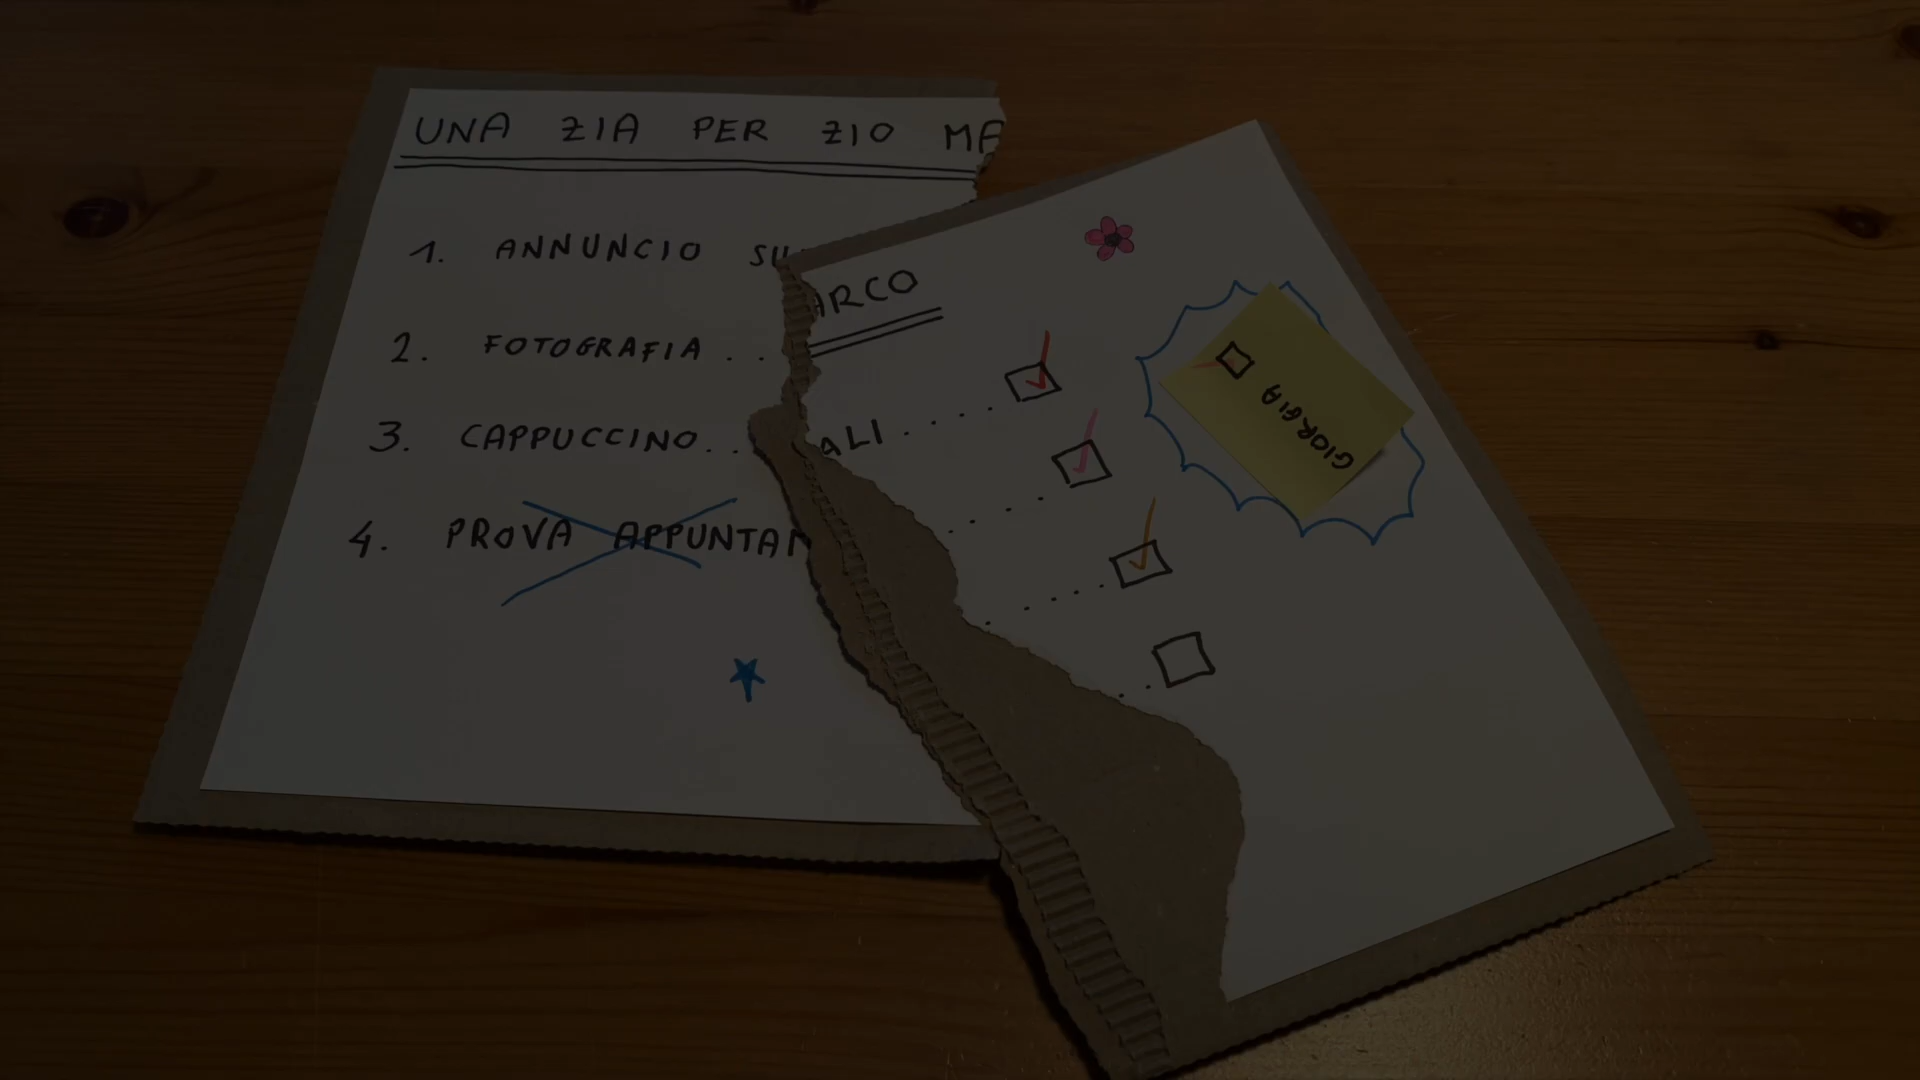 UNA ZIA PER ZIO MA
ARCO
1. ANNUNCIO SU
ALI . . . .
2. FOTOGRAFIA . .
3. CAPPUCCINO . .
4. PROVA APPUNTAM
GIORGIA